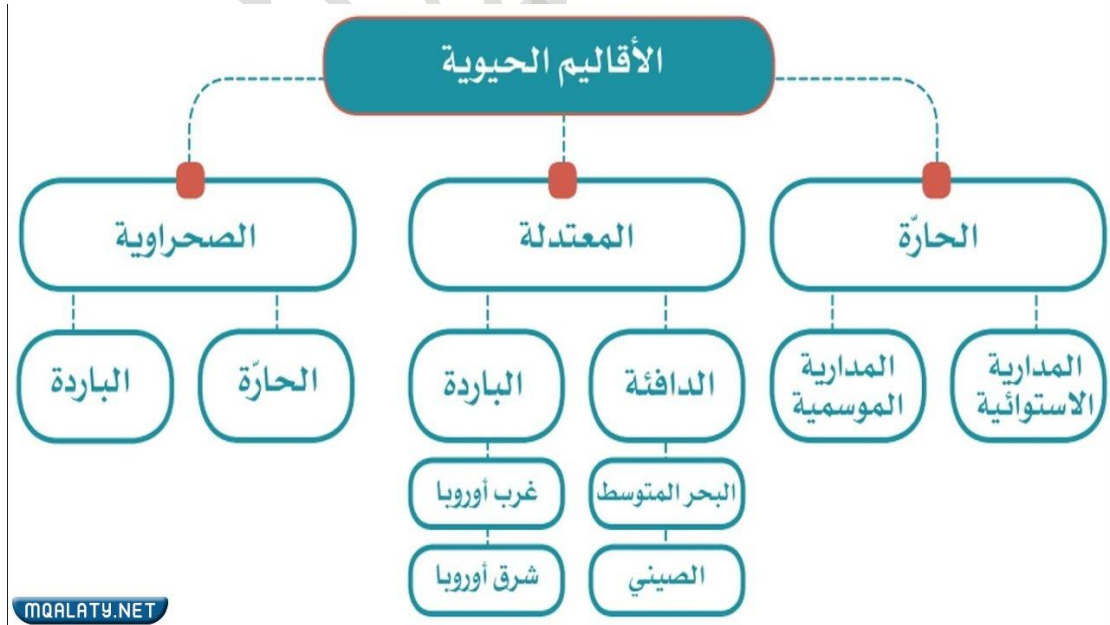 الأقاليم الحيوية
الحارّة
المعتدلة
الصحراوية
المدارية
الاستوائية
المدارية
الموسمية
الدافئة
الباردة
الحارّة
الباردة
البحر المتوسط
غرب أوروبا
الصيني
شرق أوروبا
MQALATY.NET